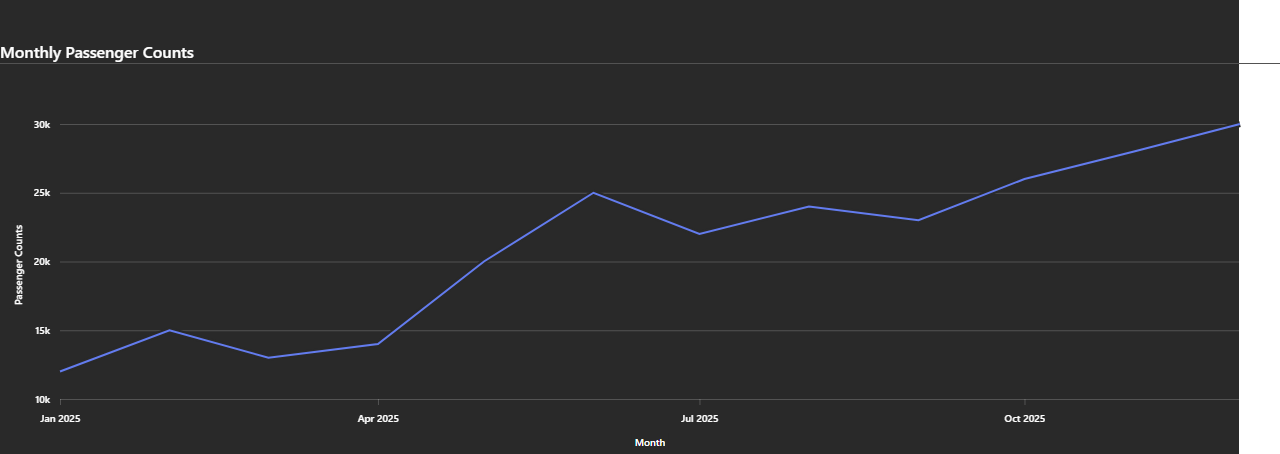 Monthly Passenger Counts
30k
25k
20k
15k
10k
Passenger Counts
Jan 2025
Apr 2025
Jul 2025
Oct 2025
Month